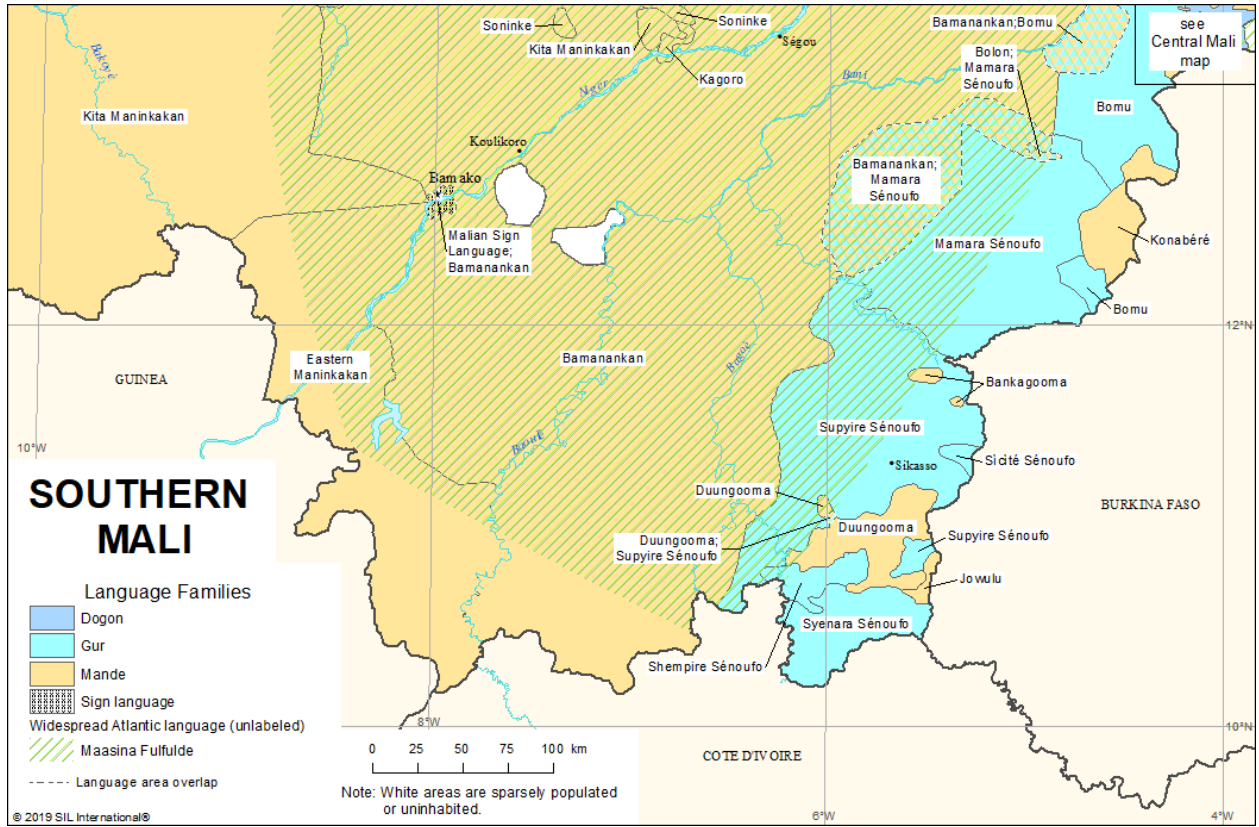 Soninke
Soninke
Kita Maninkakan
Kagoro
Ségou
Bamanankan;Bomu
Bolon;
Mamara
Sénoufo
see
Central Mali
map
Bakoyé
Niger
Bani
Kita Maninkakan
Koulikoro
Bamako
Bomu
Bamanankan;
Mamara
Sénoufo
Malian Sign
Language;
Bamanankan
Mamara Sénoufo
Konabéré
Bomu
12°N
GUINEA
Eastern
Maninkakan
Bamanankan
Bagoé
Baoulé
Bankagooma
Supyire Sénoufo
10°W
Sikasso
Sìcìté Sénoufo
SOUTHERN
MALI
Duungooma
Duungooma
Duungooma;
Supyire Sénoufo
BURKINA FASO
Supyire Sénoufo
Jowulu
Syenara Sénoufo
Shempire Sénoufo
Language Families
Dogon
Gur
Mande
Sign language
Widespread Atlantic language (unlabeled)
Maasina Fulfulde
Language area overlap
8°W
10°N
0 25 50 75 100 km
COTE D'IVOIRE
Note: White areas are sparsely populated
or uninhabited.
© 2019 SIL International®
6°W
4°W